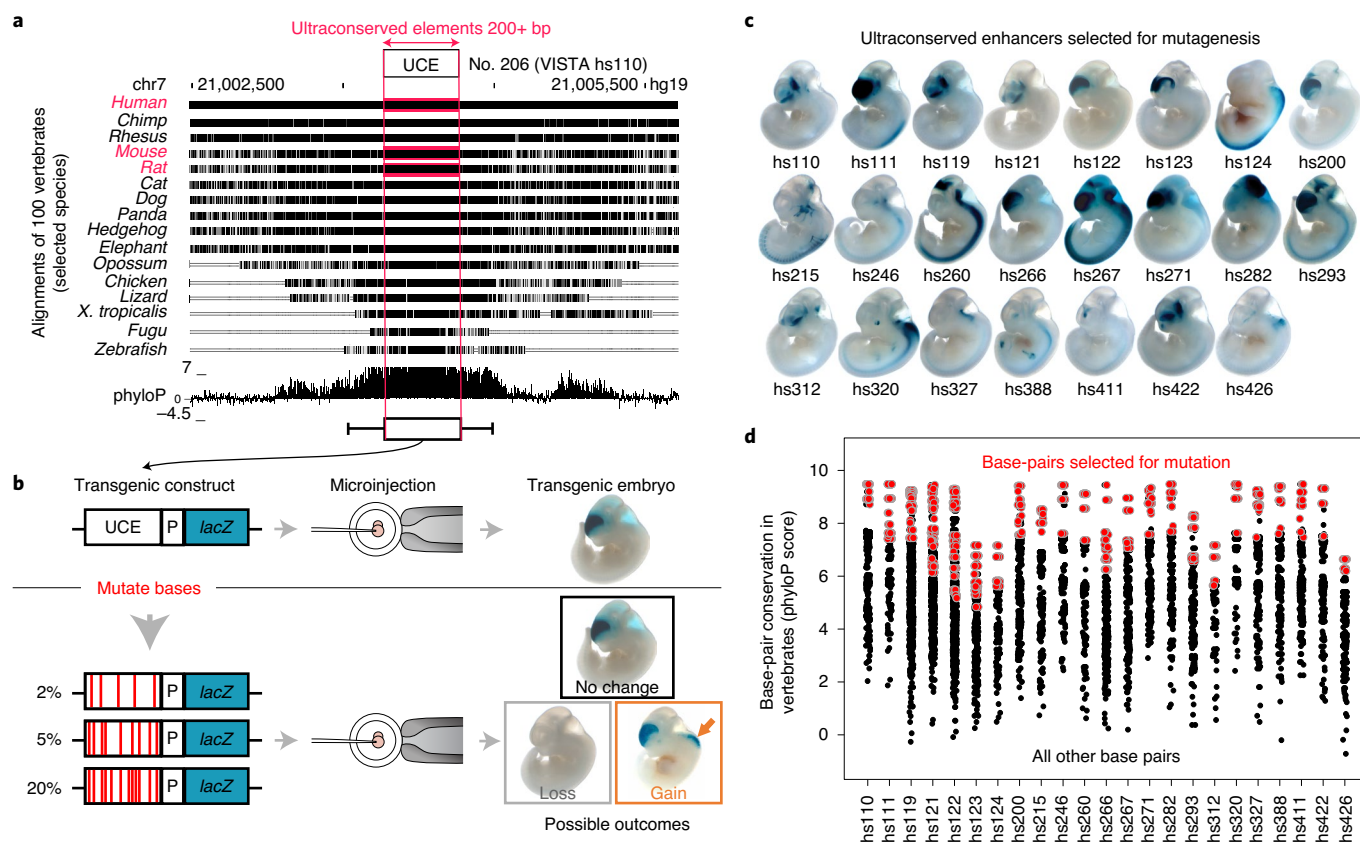 a
Ultraconserved elements 200+ bp
UCE
No. 206 (VISTA hs110)
chr7
21,002,500
21,005,500
hg19
Alignments of 100 vertebrates
(selected species)
Human
Chimp
Rhesus
Mouse
Rat
Cat
Dog
Panda
Hedgehog
Elephant
Opossum
Chicken
Lizard
X. tropicalis
Fugu
Zebrafish
7 _
phyloP
0
–4.5 _
b
Transgenic construct
Microinjection
Transgenic embryo
UCE
P
lacZ
Mutate bases
2%
P
lacZ
5%
P
lacZ
20%
P
lacZ
No change
Loss
Gain
Possible outcomes
c
Ultraconserved enhancers selected for mutagenesis
hs110 hs111 hs119 hs121 hs122 hs123 hs124 hs200
hs215 hs246 hs260 hs266 hs267 hs271 hs282 hs293
hs312 hs320 hs327 hs388 hs411 hs422 hs426
d
Base-pair conservation in
vertebrates (phyloP score)
10
8
6
4
2
0
Base-pairs selected for mutation
All other base pairs
hs110
hs111
hs119
hs121
hs122
hs123
hs124
hs200
hs215
hs246
hs260
hs266
hs267
hs271
hs282
hs293
hs312
hs320
hs327
hs388
hs411
hs422
hs426